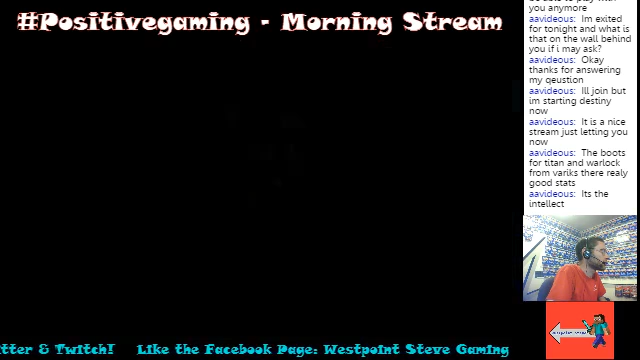 #Positivegaming - Morning Stream
you anymore
aavideous: Im exited
for tonight and what is
that on the wall behind
you if i may ask?
aavideous: Okay
thanks for answering
my qeustion
aavideous: Ill join but
im starting destiny
now
aavideous: It is a nice
stream just letting you
now
aavideous: The boots
for titan and warlock
from variks there realy
good stats
aavideous: Its the
intellect
tter & Twitch! Like the Facebook Page: Westpoint Steve Gaming